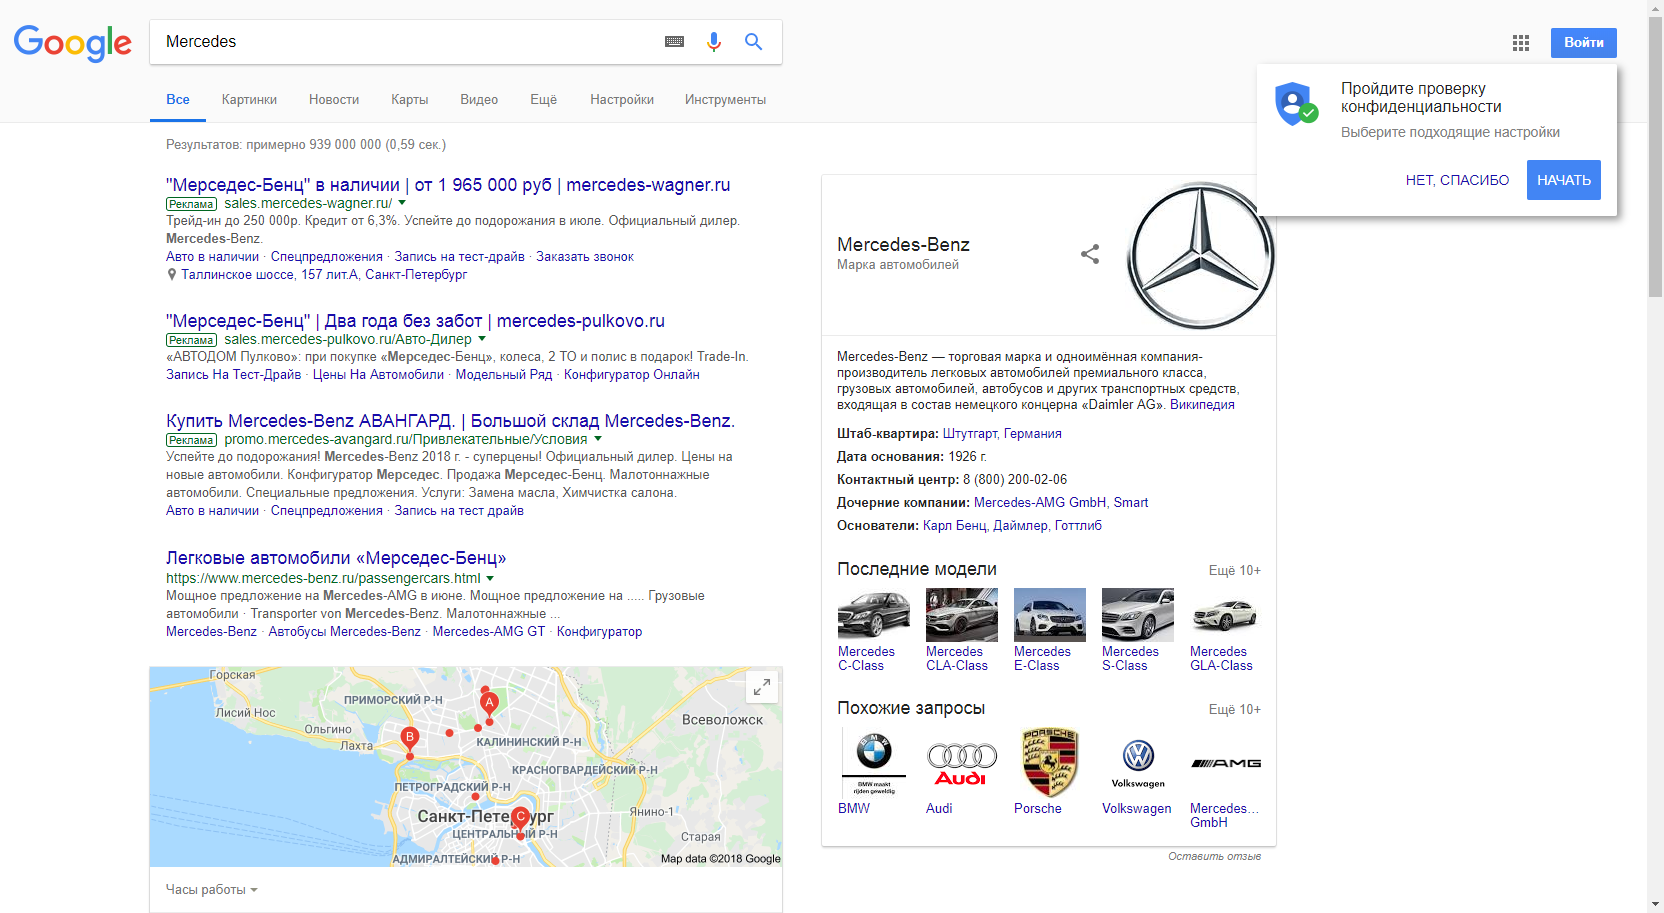 Google
Mercedes
Войти
Все
Картинки
Новости
Карты
Видео
Ещё
Настройки
Инструменты
Пройдите проверку
конфиденциальности
Выберите подходящие настройки
НЕТ, СПАСИБО
НАЧАТЬ
Результатов: примерно 939 000 000 (0,59 сек.)
"Мерседес-Бенц" в наличии | от 1 965 000 руб | mercedes-wagner.ru
Реклама sales.mercedes-wagner.ru/
Трейд-ин до 250 000р. Кредит от 6,3%. Успейте до подорожания в июле. Официальный дилер.
Mercedes-Benz.
Авто в наличии · Спецпредложения · Запись на тест-драйв · Заказать звонок
Таллинское шоссе, 157 лит.А, Санкт-Петербург
"Мерседес-Бенц" | Два года без забот | mercedes-pulkovo.ru
Реклама sales.mercedes-pulkovo.ru/Авто-Дилер
«АВТОДОМ Пулково»: при покупке «Мерседес-Бенц», колеса, 2 ТО и полис в подарок! Trade-In.
Запись На Тест-Драйв · Цены На Автомобили · Модельный Ряд · Конфигуратор Онлайн
Купить Mercedes-Benz АВАНГАРД. | Большой склад Mercedes-Benz.
Реклама promo.mercedes-avangard.ru/Привлекательные/Условия
Успейте до подорожания! Mercedes-Benz 2018 г. - суперцены! Официальный дилер. Цены на
новые автомобили. Конфигуратор Мерседес. Продажа Мерседес-Бенц. Малотоннажные
автомобили. Специальные предложения. Услуги: Замена масла, Химчистка салона.
Авто в наличии · Спецпредложения · Запись на тест драйв
Легковые автомобили «Мерседес-Бенц»
https://www.mercedes-benz.ru/passengercars.html
Мощное предложение на Mercedes-AMG в июне. Мощное предложение на ..... Грузовые
автомобили · Transporter von Mercedes-Benz. Малотоннажные ...
Mercedes-Benz · Автобусы Mercedes-Benz · Mercedes-AMG GT · Конфигуратор
Горская
ПРИМОРСКИЙ Р-Н
A
Лисий Нос
Всеволожск
Ольгино
B
Лахта
КАЛИНИНСКИЙ Р-Н
КРАСНОГВАРДЕЙСКИЙ Р-Н
ПЕТРОГРАДСКИЙ Р-Н
Янино-1
Санкт-Петербург
C
ЦЕНТРАЛЬНЫЙ Р-Н
Старая
АДМИРАЛТЕЙСКИЙ Р-Н
Map data ©2018 Google
Часы работы
Mercedes-Benz
Марка автомобилей
Mercedes-Benz — торговая марка и одноимённая компания-
производитель легковых автомобилей премиального класса,
грузовых автомобилей, автобусов и других транспортных средств,
входящая в состав немецкого концерна «Daimler AG». Википедия
Штаб-квартира: Штутгарт, Германия
Дата основания: 1926 г.
Контактный центр: 8 (800) 200-02-06
Дочерние компании: Mercedes-AMG GmbH, Smart
Основатели: Карл Бенц, Даймлер, Готтлиб
Последние модели
Ещё 10+
Mercedes
C-Class
Mercedes
CLA-Class
Mercedes
E-Class
Mercedes
S-Class
Mercedes
GLA-Class
Похожие запросы
Ещё 10+
BMW
BMW maakt
rijden geweldig
Audi
PORSCHE
Volkswagen
AMG
BMW
Audi
Porsche
Volkswagen
Mercedes...
GmbH
Оставить отзыв